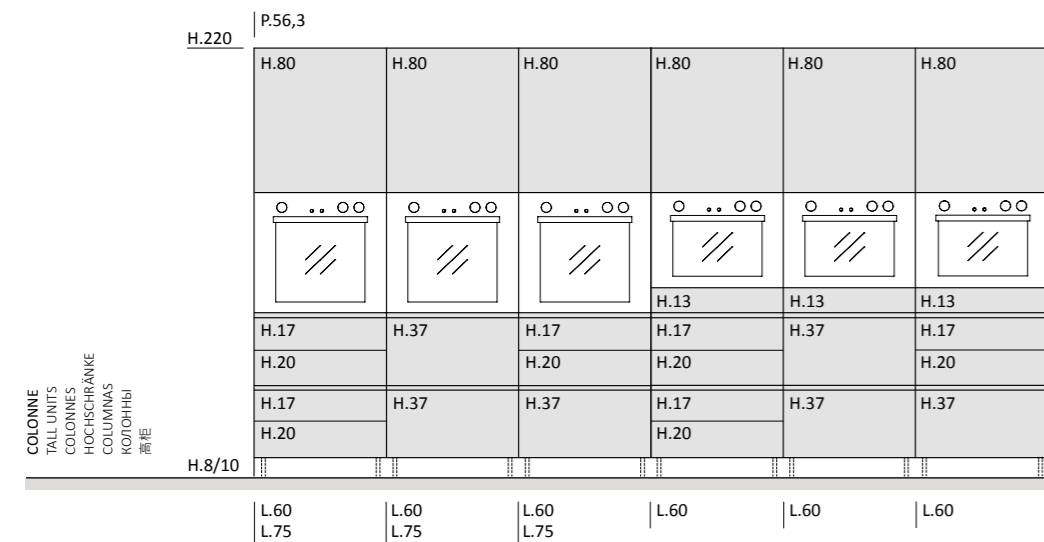 P.56,3
H.220
H.80 H.80 H.80 H.80 H.80 H.80
H.13 H.13 H.13
H.17 H.37 H.17 H.17 H.37 H.17
H.20 H.20 H.20 H.20
H.17 H.37 H.37 H.17 H.37 H.37
H.20 H.20
COLONNE
TALL UNITS
COLONNES
HOCHSCHRÄNKE
COLUMNAS
КОЛОННЫ
高柜
H.8/10
L.60 L.60 L.60 L.60 L.60 L.60
L.75 L.75 L.75